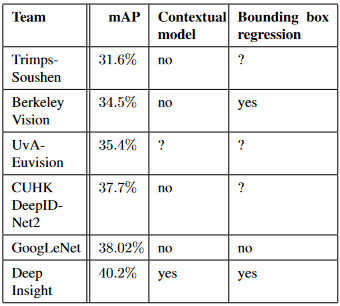 Team mAP Contextual model Bounding box regression
Trimps-Soushen 31.6% no ?
Berkeley Vision 34.5% no yes
UvA-Euvision 35.4% ? ?
CUHK DeepID-Net2 37.7% no ?
GoogLeNet 38.02% no no
Deep Insight 40.2% yes yes